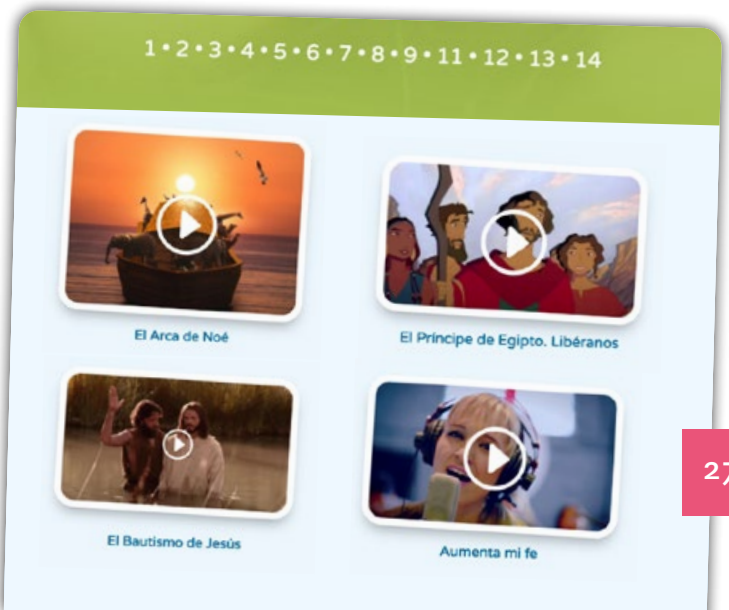 1 • 2 • 3 • 4 • 5 • 6 • 7 • 8 • 9 • 11 • 12 • 13 • 14
El Arca de Noé
El Príncipe de Egipto. Libéranos
El Bautismo de Jesús
Aumenta mi fe
27